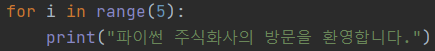 for i in range(5):
    print("파이썬 주식화사의 방문을 환영합니다.")